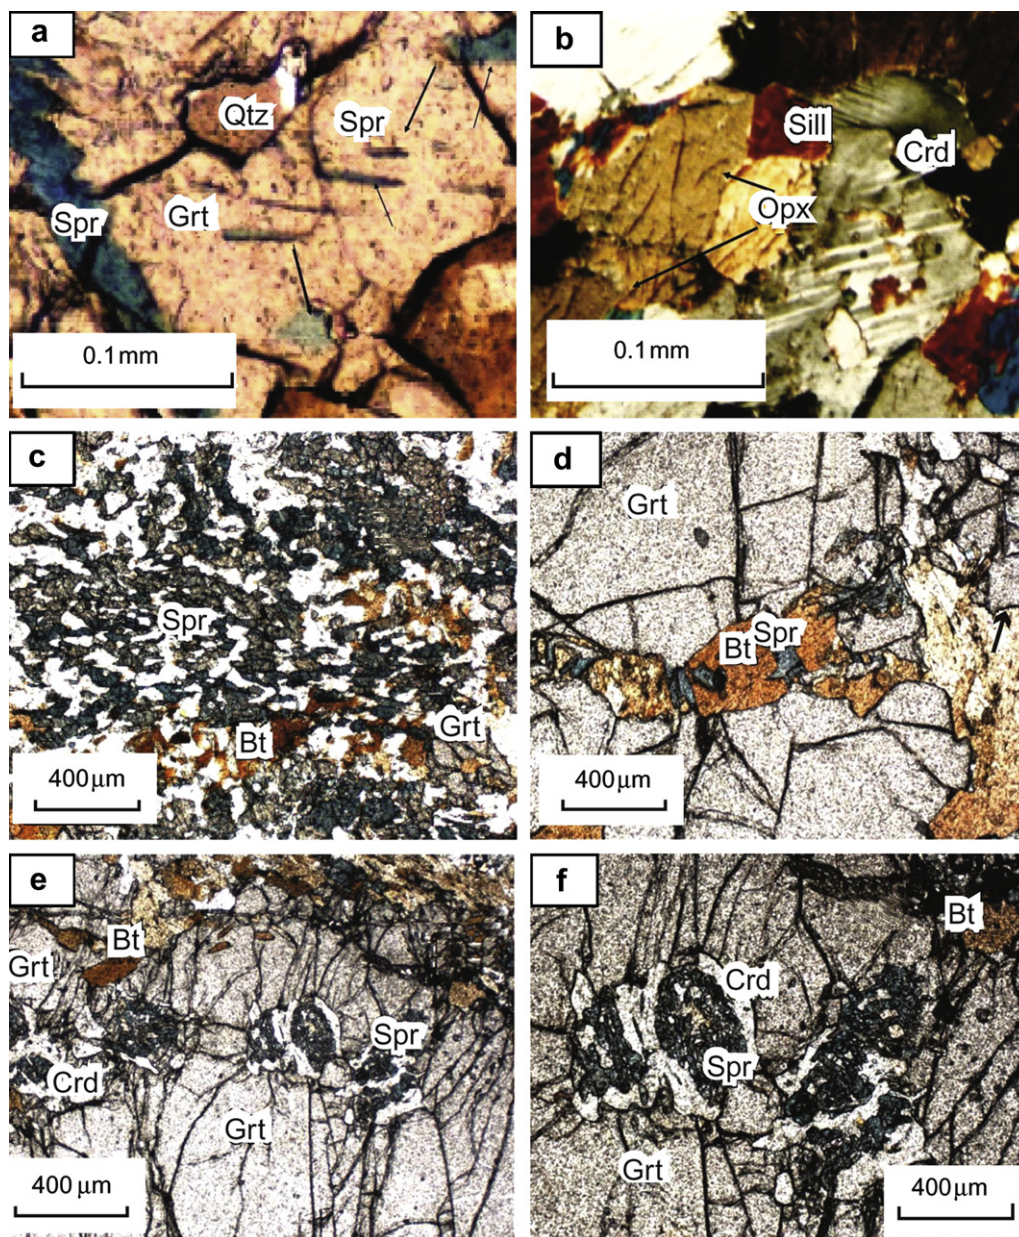 a
Qtz
Spr
Grt
Spr
0.1 mm
b
Sill
Crd
Opx
0.1 mm
c
Spr
Bt
Grt
400 µm
d
Grt
Spr
Bt
400 µm
e
Bt
Grt
Spr
Crd
Grt
400 µm
f
Bt
Crd
Spr
Grt
400 µm